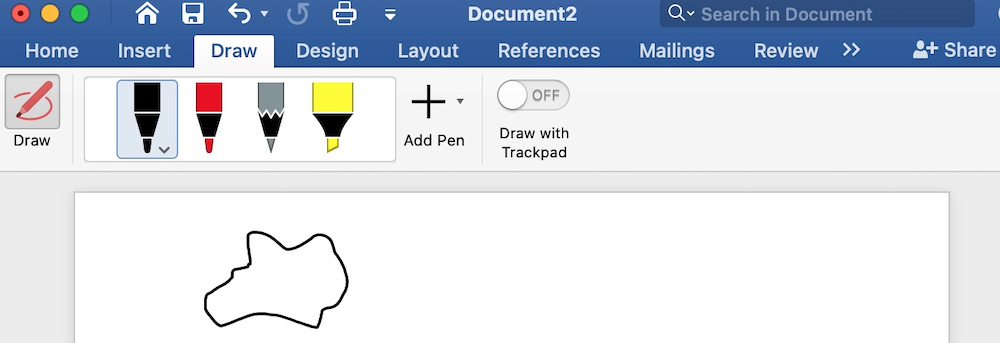 Document2
Search in Document
Home Insert Draw Design Layout References Mailings Review >> Share
OFF
Draw Add Pen Draw with
Trackpad